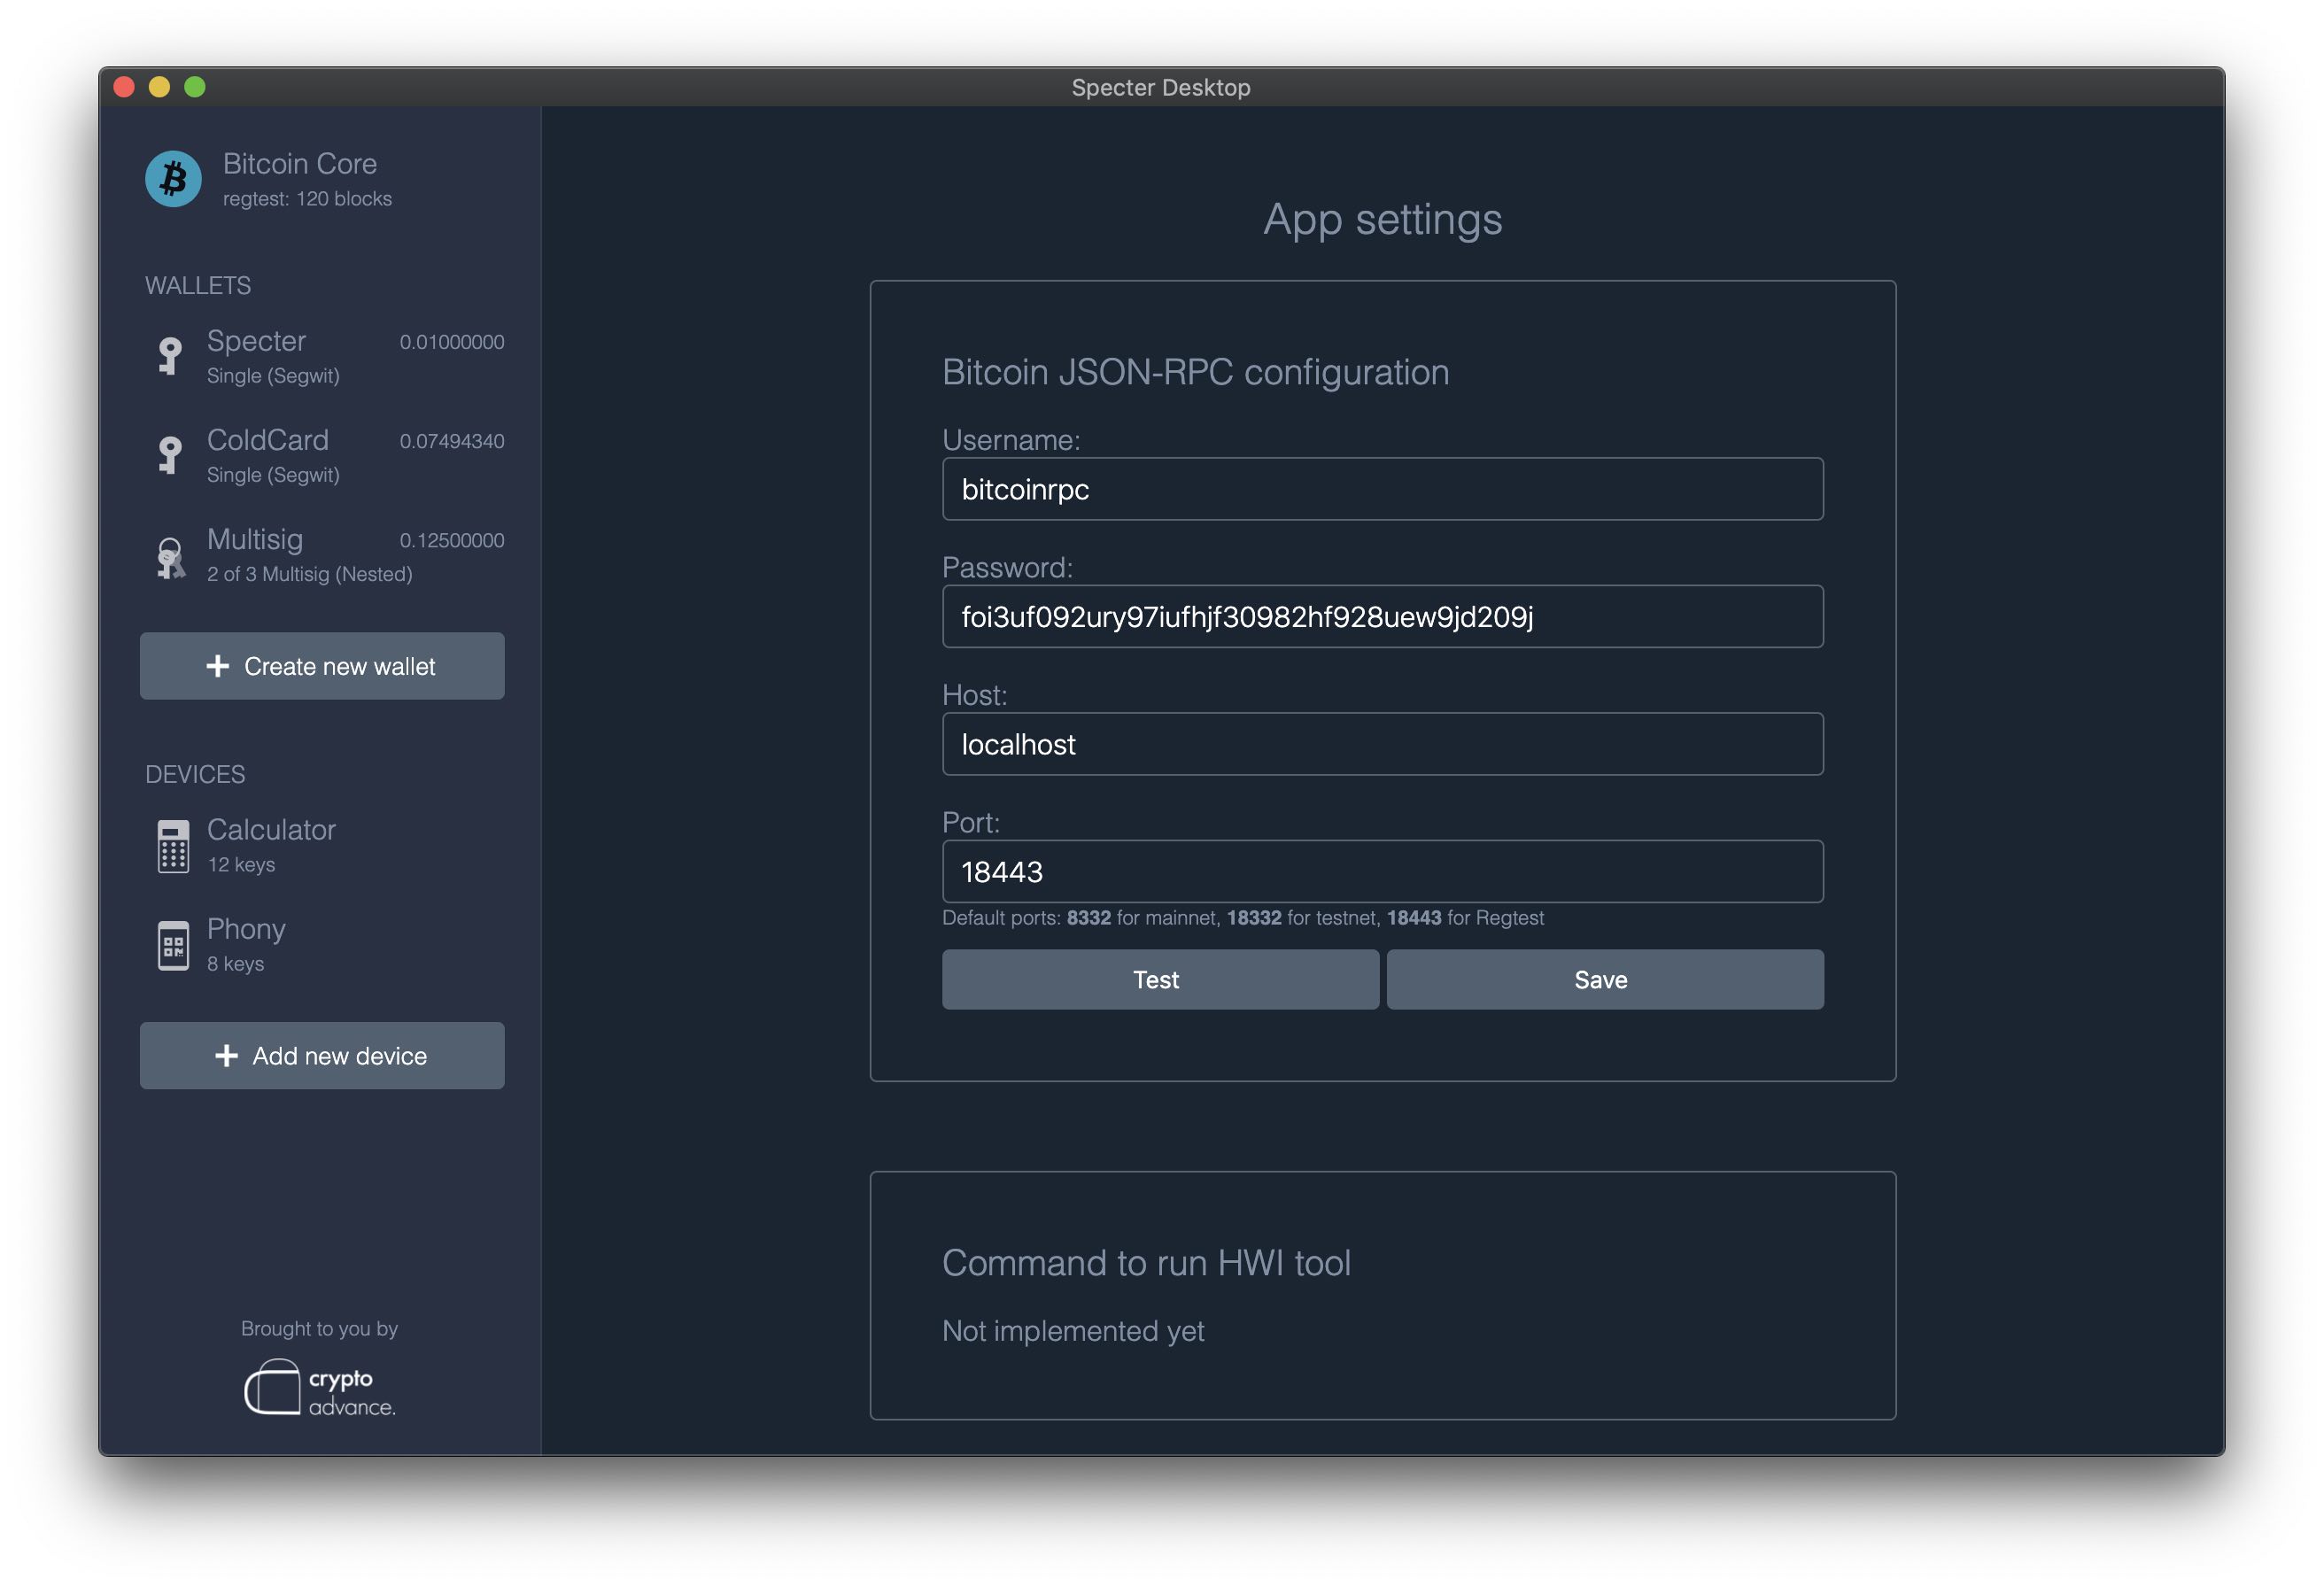 Specter Desktop
Bitcoin Core
regtest: 120 blocks
WALLETS
Specter 0.01000000
Single (Segwit)
ColdCard 0.07494340
Single (Segwit)
Multisig 0.12500000
2 of 3 Multisig (Nested)
Create new wallet
DEVICES
Calculator
12 keys
Phony
8 keys
Add new device
Brought to you by
crypto
advance.
App settings
Bitcoin JSON-RPC configuration
Username:
bitcoinrpc
Password:
foi3uf092ury97iufhjf30982hf928uew9jd209j
Host:
localhost
Port:
18443
Default ports: 8332 for mainnet, 18332 for testnet, 18443 for Regtest
Test Save
Command to run HWI tool
Not implemented yet